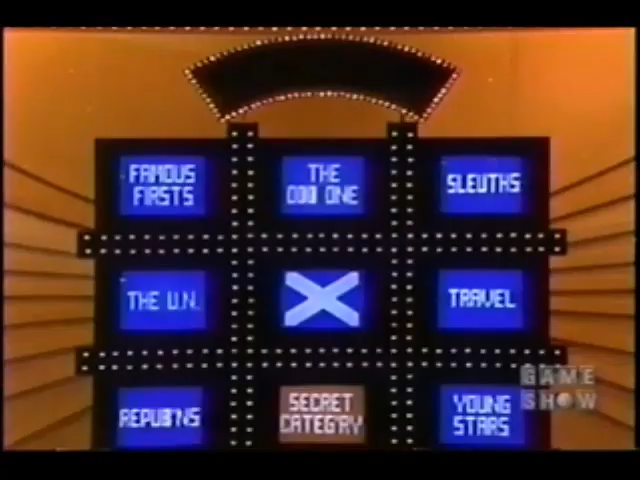 FAMOUS
FIRSTS
THE
ODD ONE
SLEUTHS
THE U.N.
X
TRAVEL
REPUB'NS
SECRET
CATEG'RY
YOUNG
STARS
GAME
SHOW